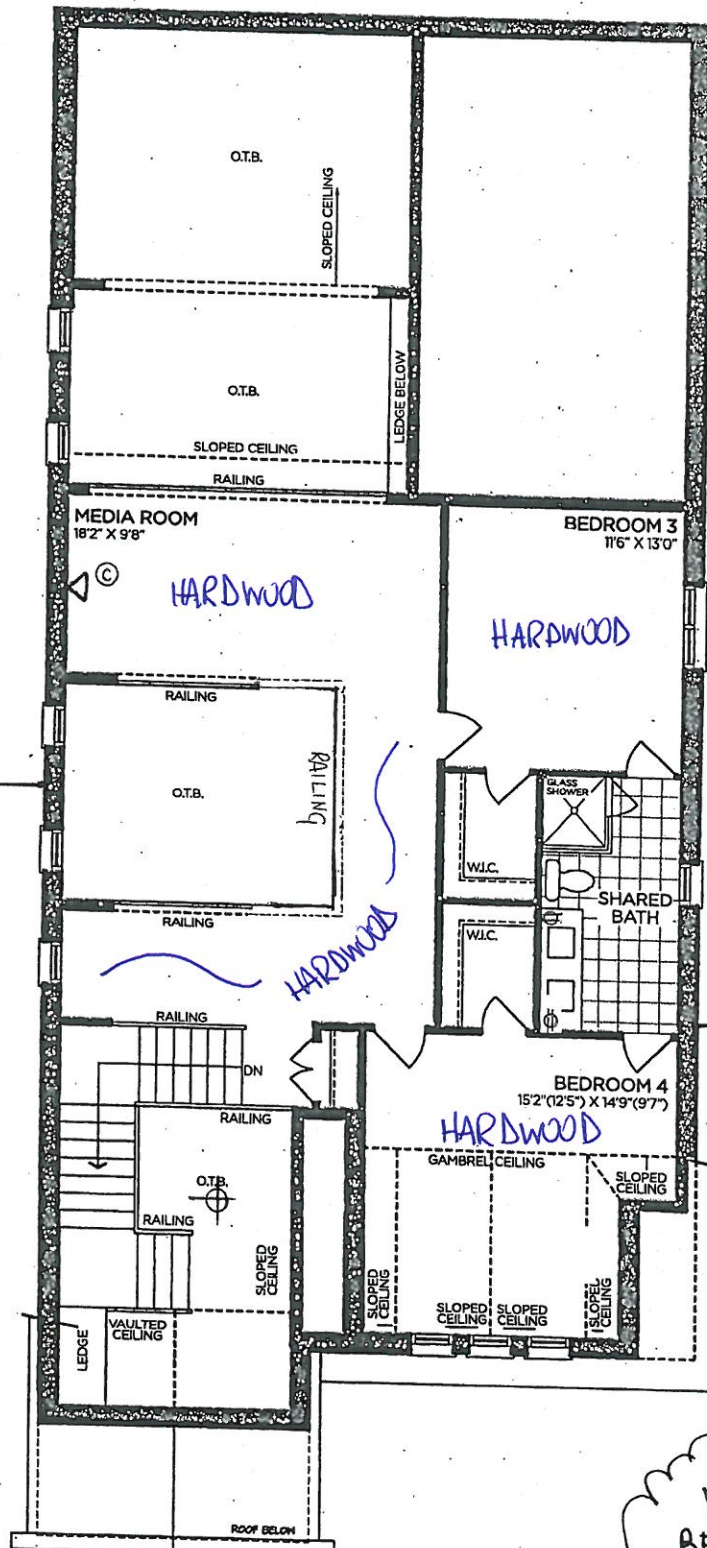 O.T.B.
SLOPED CEILING
O.T.B.
LEDGE BELOW
SLOPED CEILING
RAILING
MEDIA ROOM
18'2" X 9'8"
C
HARDWOOD
BEDROOM 3
11'6" X 13'0"
HARDWOOD
RAILING
O.T.B.
RAILING
RAILING
HARDWOOD
W.I.C.
GLASS
SHOWER
SHARED
BATH
W.I.C.
RAILING
DN
RAILING
O.T.B.
RAILING
SLOPED
CEILING
VAULTED
CEILING
LEDGE
BEDROOM 4
15'2"(12'5") X 14'9"(9'7")
HARDWOOD
GAMBREL CEILING
SLOPED
CEILING
SLOPED
CEILING
SLOPED
CEILING
SLOPED
CEILING
SLOPED
CEILING
ROOF BELOW